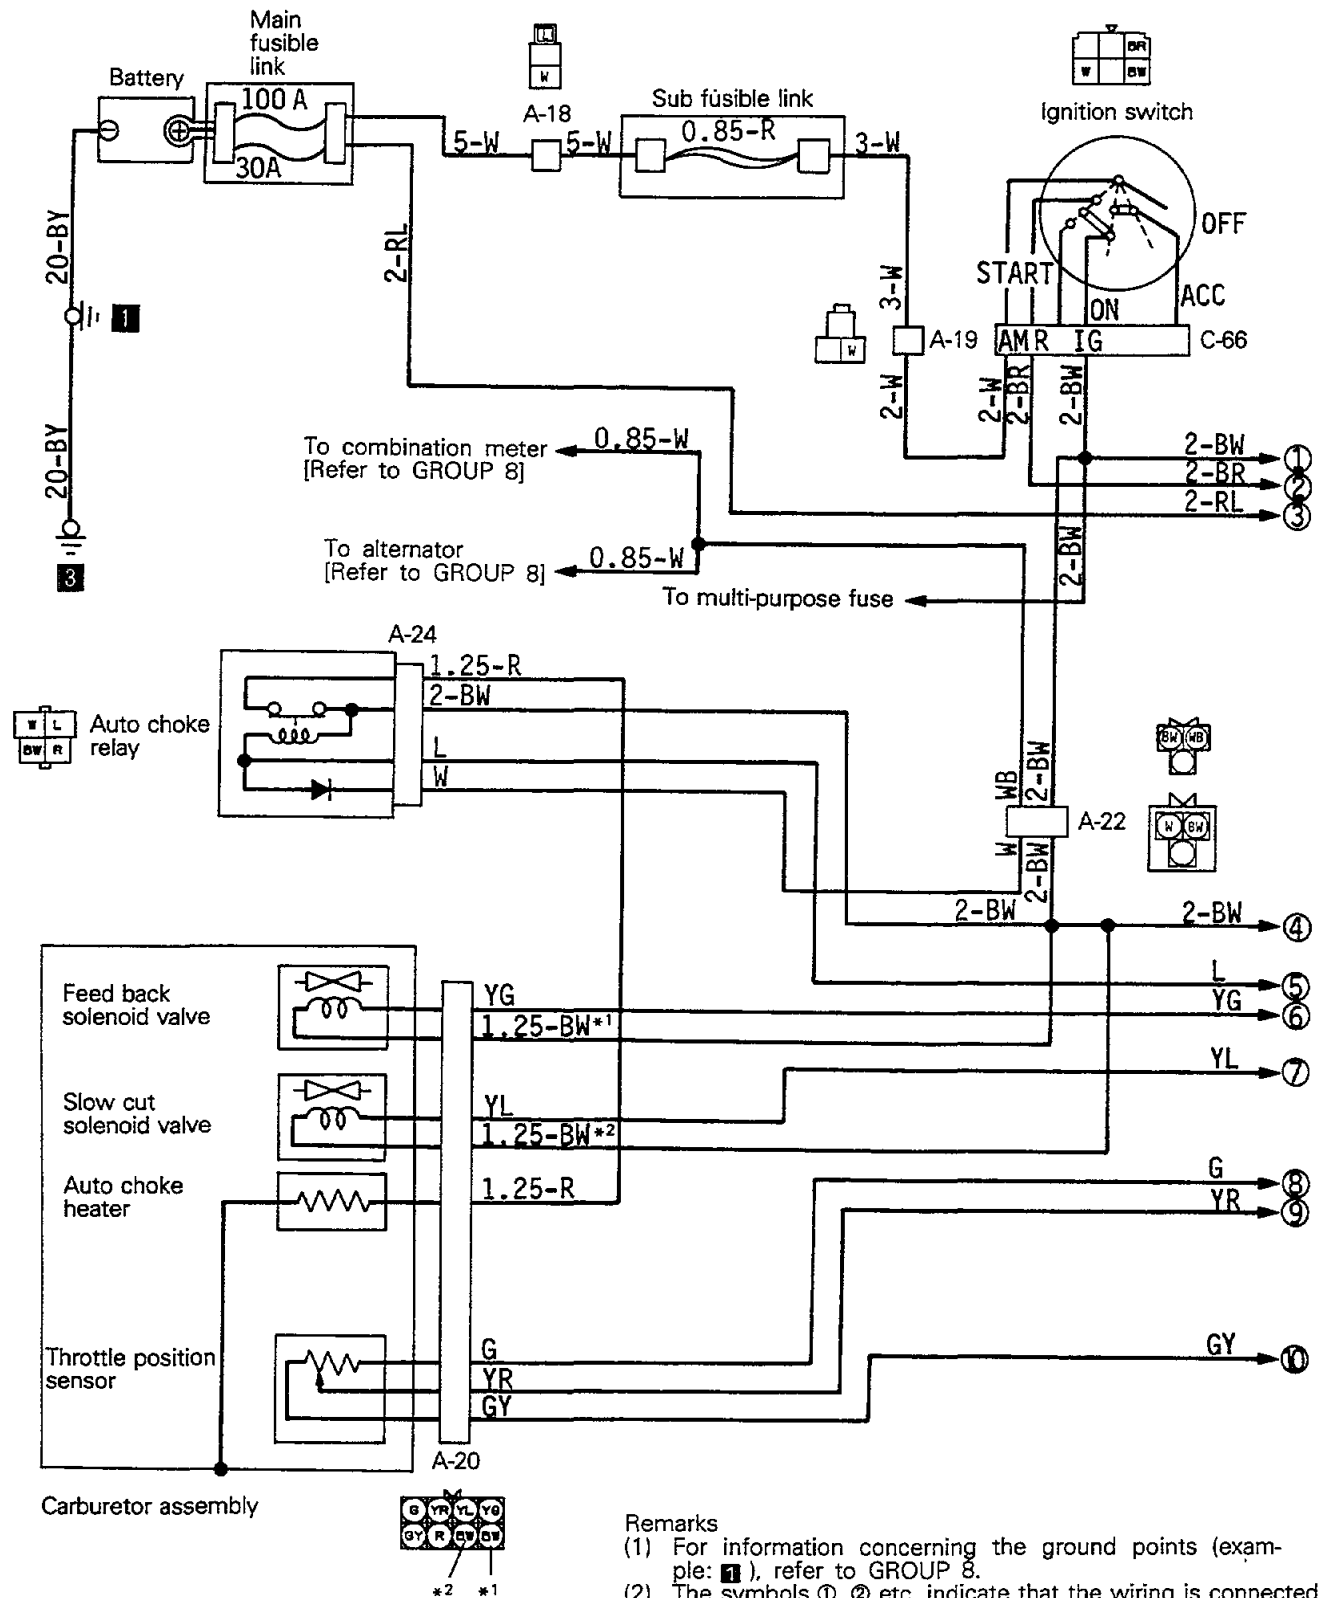 Main
fusible
link
Battery
100 A
30A
L
W
A-18
5-W
5-W
Sub fusible link
0.85-R
3-W
BR
W
BW
Ignition switch
OFF
START
ON
ACC
20-BY
1
2-RL
3-W
W
A-19
AM R IG
C-66
2-W
2-W
2-BR
2-BW
20-BY
3
To combination meter
[Refer to GROUP 8]
0.85-W
2-BW
1
2-BR
2
2-RL
3
To alternator
[Refer to GROUP 8]
0.85-W
2-BW
To multi-purpose fuse
A-24
1.25-R
2-BW
L
W
W L
BW R
Auto choke
relay
WB
2-BW
A-22
W
2-BW
BW WB
W BW
2-BW
2-BW
4
L
5
YG
6
Feed back
solenoid valve
YG
1.25-BW*1
YL
7
Slow cut
solenoid valve
YL
1.25-BW*2
Auto choke
heater
1.25-R
G
8
YR
9
Throttle position
sensor
G
YR
GY
GY
10
A-20
Carburetor assembly
G YR YL YG
GY R BW BW
*2 *1
Remarks
(1) For information concerning the ground points (exam-
ple: 1 ), refer to GROUP 8.
(2) The symbols ①, ② etc. indicate that the wiring is connected